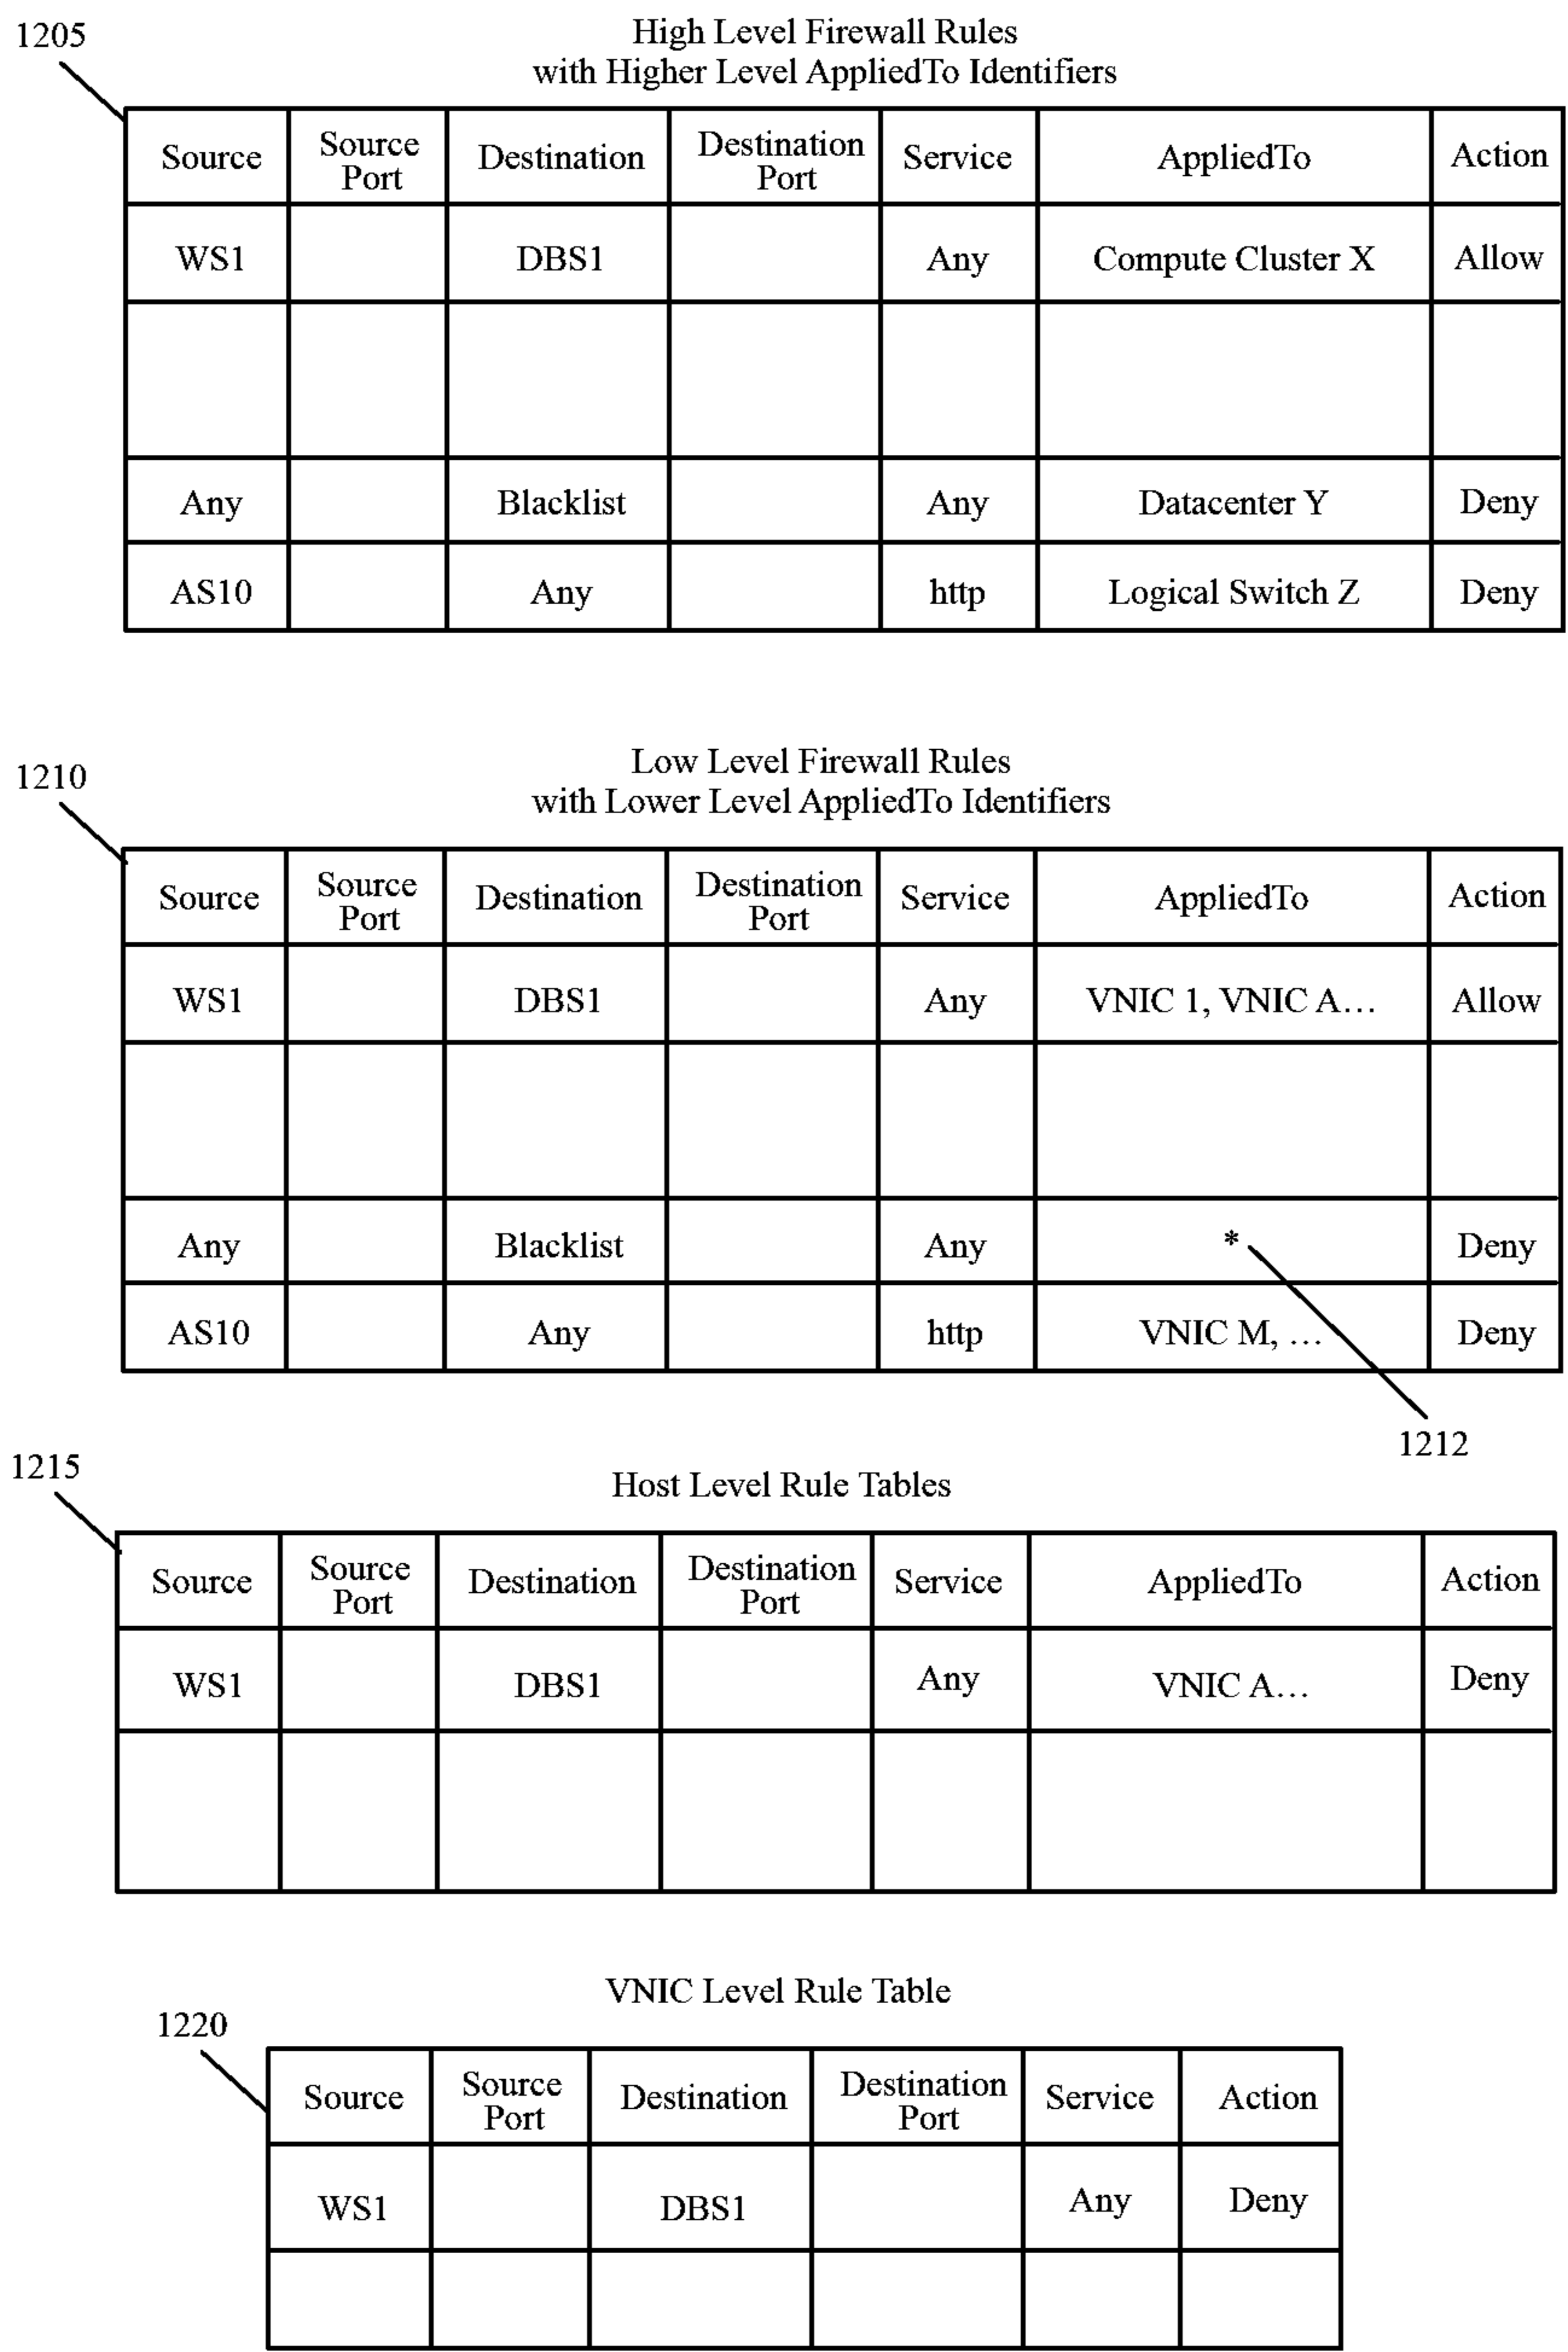 1205
High Level Firewall Rules
with Higher Level AppliedTo Identifiers
Source Source Port Destination Destination Port Service AppliedTo Action
WS1 DBS1 Any Compute Cluster X Allow
Any Blacklist Any Datacenter Y Deny
AS10 Any http Logical Switch Z Deny
1210
Low Level Firewall Rules
with Lower Level AppliedTo Identifiers
Source Source Port Destination Destination Port Service AppliedTo Action
WS1 DBS1 Any VNIC 1, VNIC A... Allow
Any Blacklist Any * Deny
AS10 Any http VNIC M, ... Deny
1212
1215
Host Level Rule Tables
Source Source Port Destination Destination Port Service AppliedTo Action
WS1 DBS1 Any VNIC A... Deny
VNIC Level Rule Table
1220
Source Source Port Destination Destination Port Service Action
WS1 DBS1 Any Deny